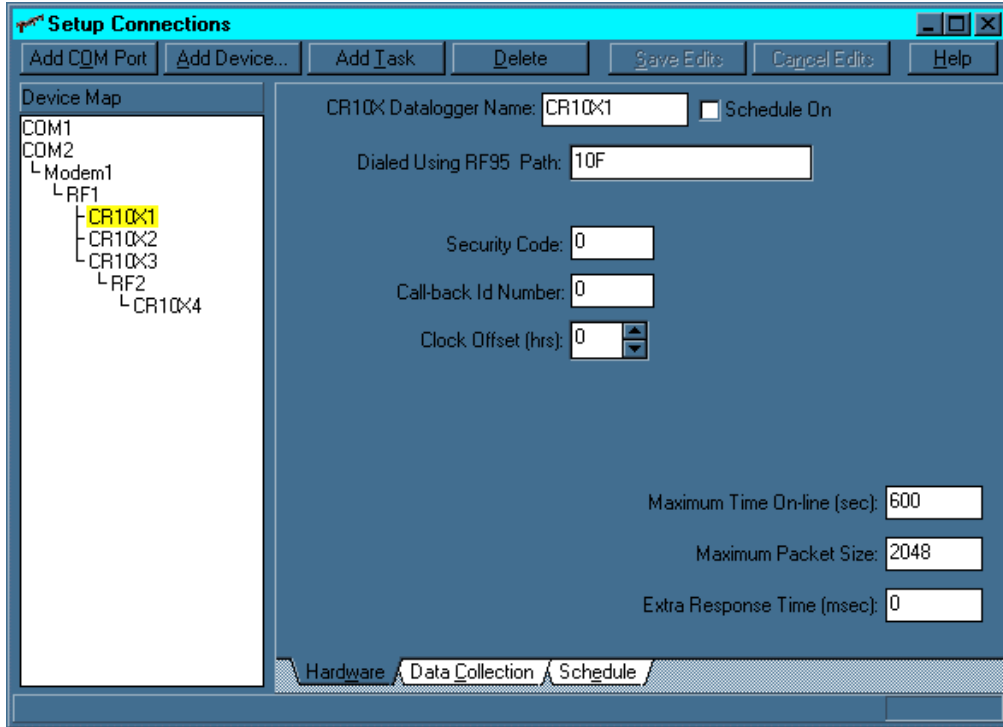 Setup Connections
Add COM Port Add Device... Add Task Delete Save Edits Cancel Edits Help
Device Map
COM1
COM2
Modem1
RF1
CR10X1
CR10X2
CR10X3
RF2
CR10X4
CR10X Datalogger Name: CR10X1 Schedule On
Dialed Using RF95 Path: 10F
Security Code: 0
Call-back Id Number: 0
Clock Offset (hrs): 0
Maximum Time On-line (sec): 600
Maximum Packet Size: 2048
Extra Response Time (msec): 0
Hardware Data Collection Schedule